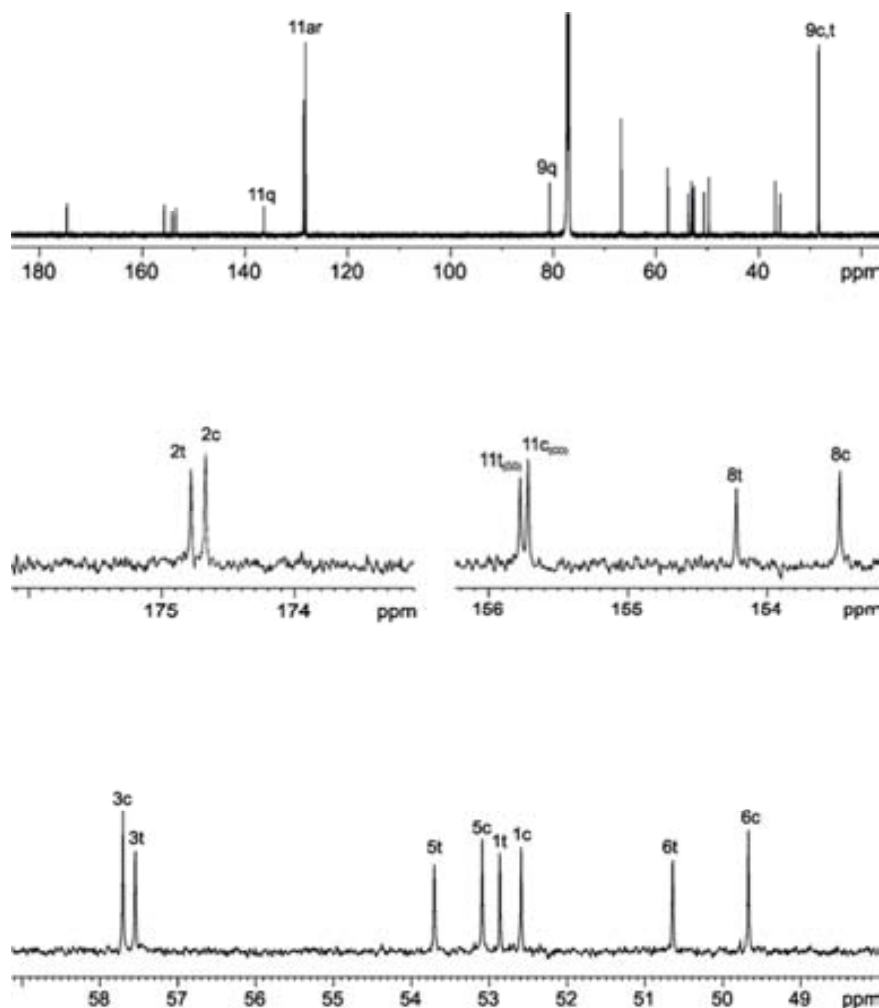 11ar
9c,t
9q
11q
180 160 140 120 100 80 60 40 ppm
2t 2c
11t(CO) 11c(CO)
8t
8c
175 174 ppm
156 155 154 ppm
3c
3t
5t
5c
1t
1c
6t
6c
58 57 56 55 54 53 52 51 50 49 ppm